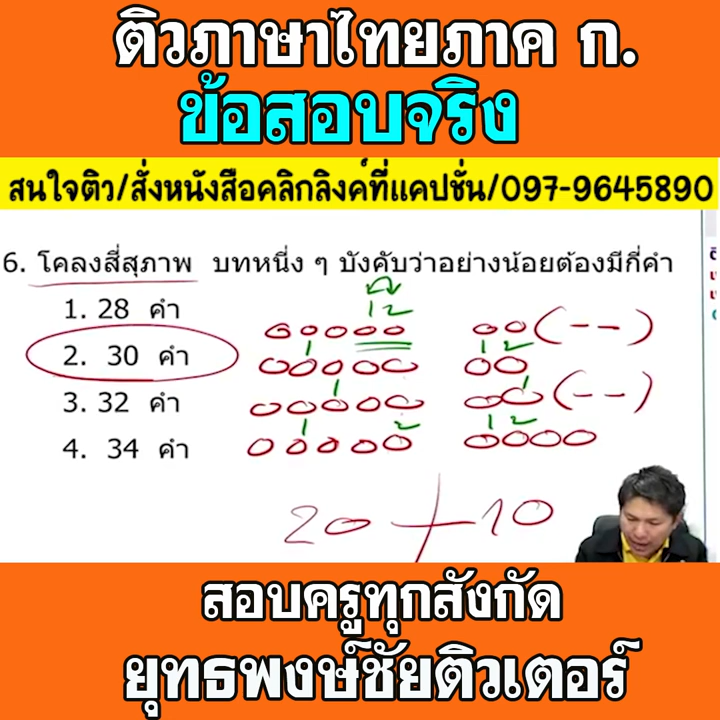 ติวภาษาไทยภาค ก.
ข้อสอบจริง
สนใจติว/สั่งหนังสือคลิกลิงค์ที่แคปชั่น/097-9645890
6. โคลงสี่สุภาพ บทหนึ่ง ๆ บังคับว่าอย่างน้อยต้องมีกี่คำ
1. 28 คำ
2. 30 คำ
3. 32 คำ
4. 34 คำ
20 + 10
สอบครูทุกสังกัด
ยุทธพงษ์ชัยติวเตอร์